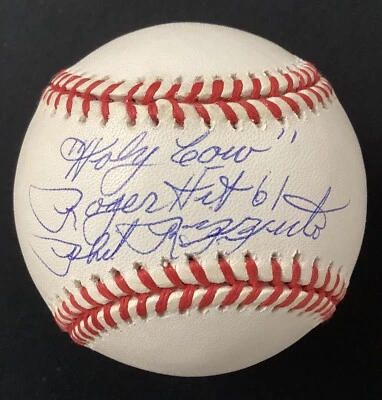 "Holy Cow"
Roger Hit 61
Phil Rizzuto